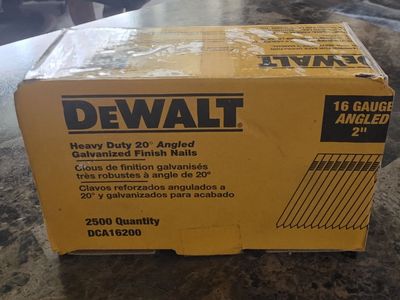 DEWALT
16 GAUGE
ANGLED
2"
Heavy Duty 20° Angled
Galvanized Finish Nails
Clous de finition galvanisés
très robustes à angle de 20°
Clavos reforzados angulados a
20° y galvanizados para acabado
2500 Quantity
DCA16200